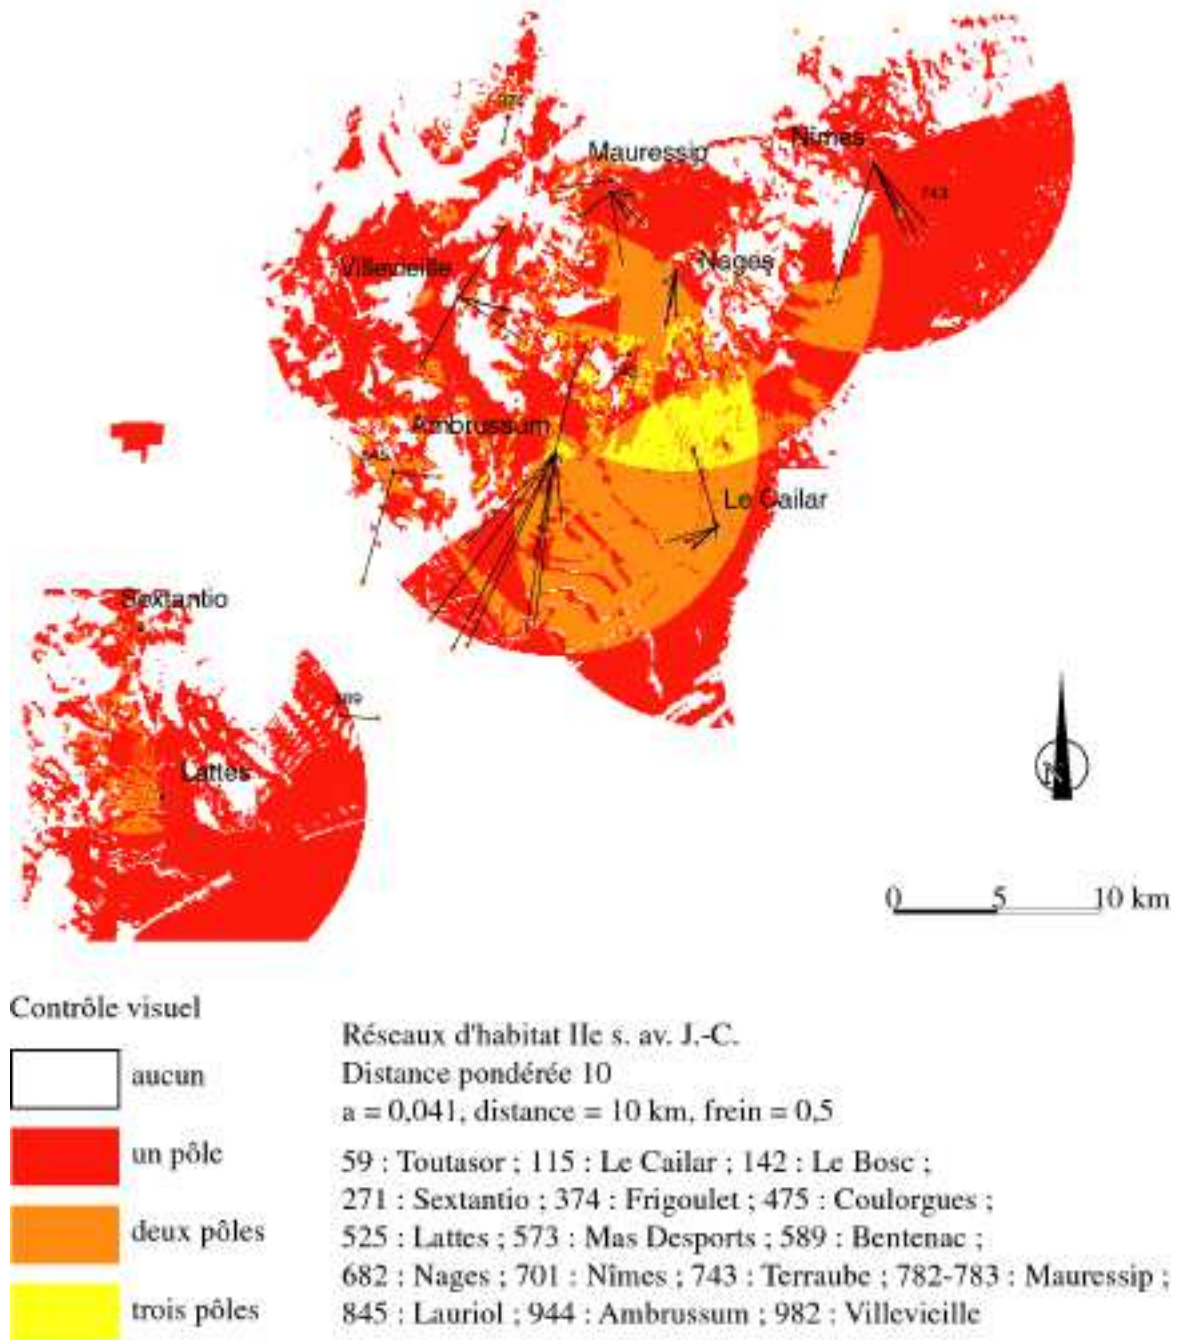 Mauressip
Nîmes
743
Villevieille
Nages
Ambrussum
Le Cailar
Sextantio
Lattes
N
0 5 10 km
Contrôle visuel
aucun
un pôle
deux pôles
trois pôles
Réseaux d'habitat IIe s. av. J.-C.
Distance pondérée 10
a = 0,041, distance = 10 km, frein = 0,5
59 : Toutasor ; 115 : Le Cailar ; 142 : Le Bosc ;
271 : Sextantio ; 374 : Frigoulet ; 475 : Coulorgues ;
525 : Lattes ; 573 : Mas Desports ; 589 : Bentenac ;
682 : Nages ; 701 : Nîmes ; 743 : Terraube ; 782-783 : Mauressip ;
845 : Lauriol ; 944 : Ambrussum ; 982 : Villevieille